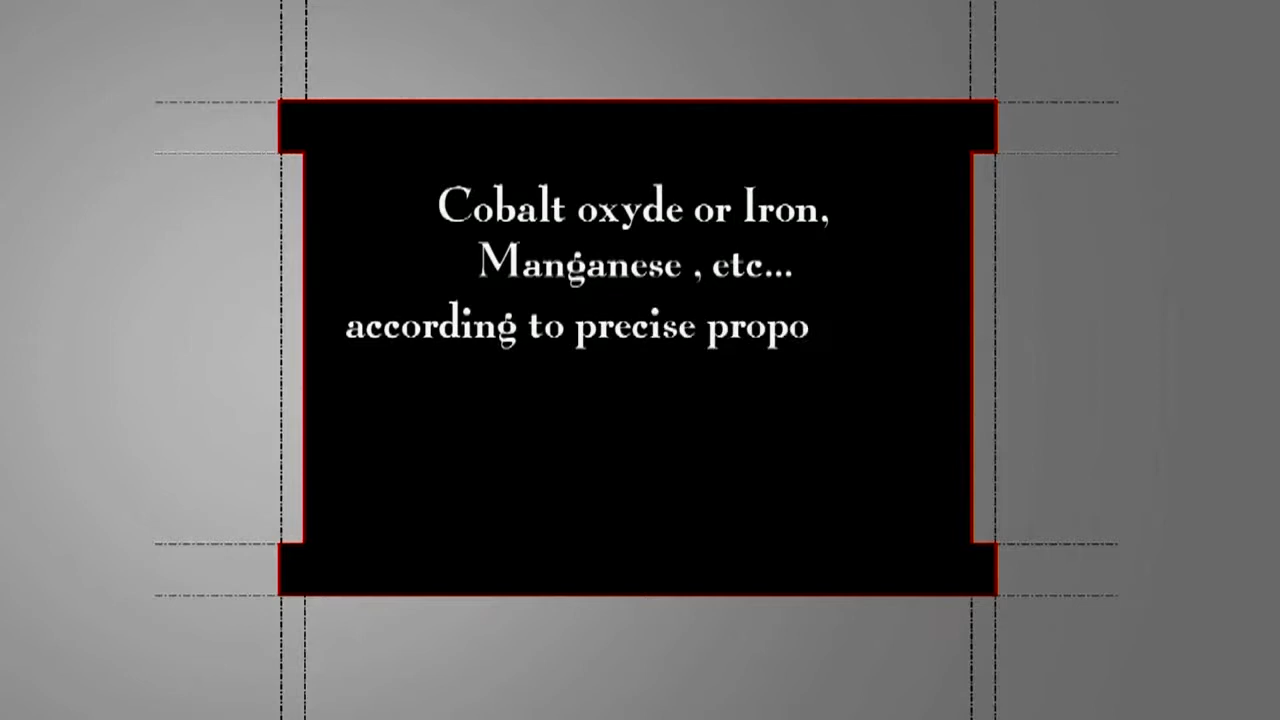 Cobalt oxyde or Iron,
Manganese , etc...
according to precise propo